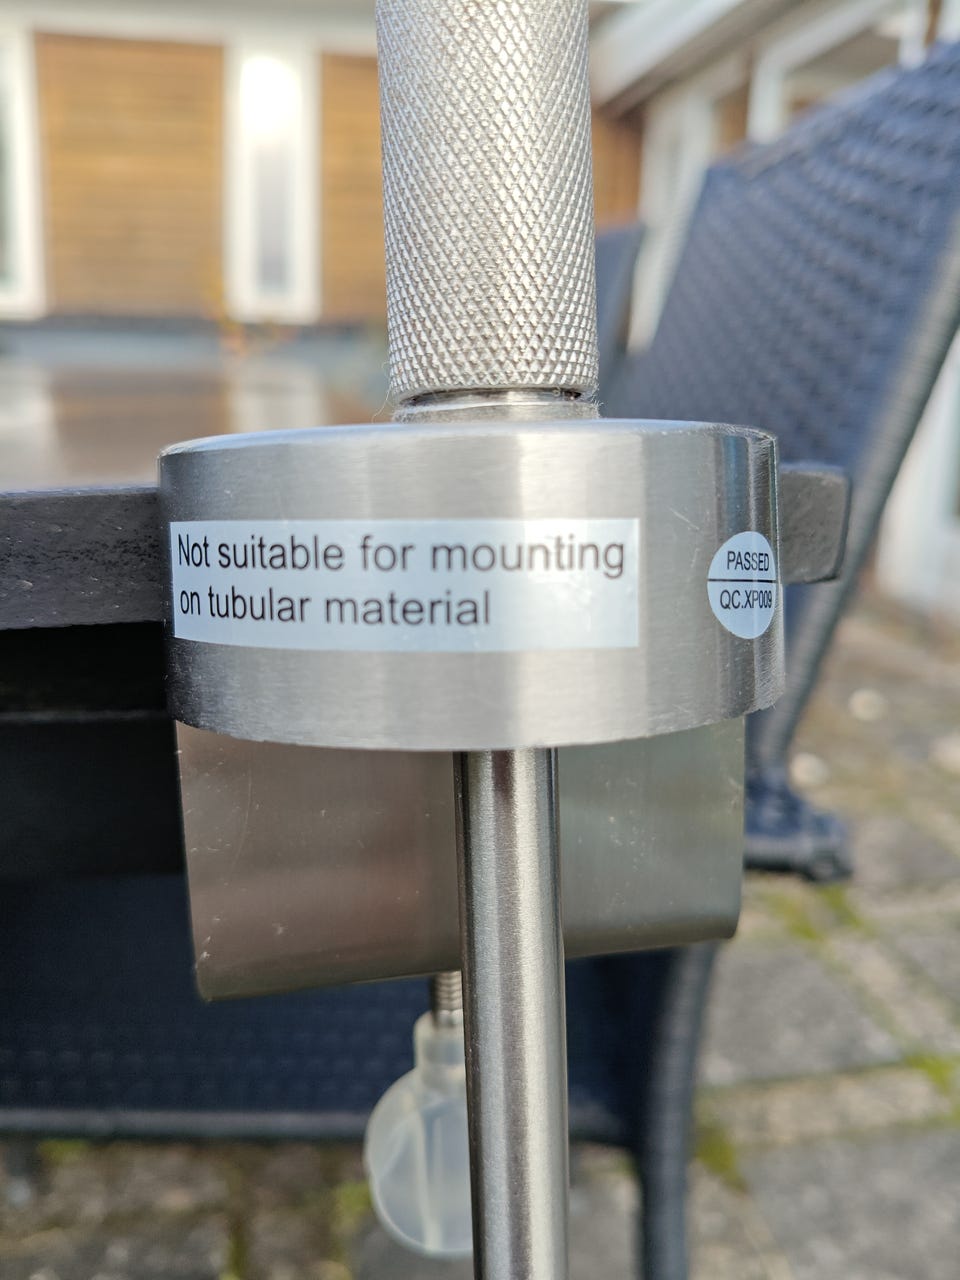 Not suitable for mounting
on tubular material
PASSED
QC.XP009